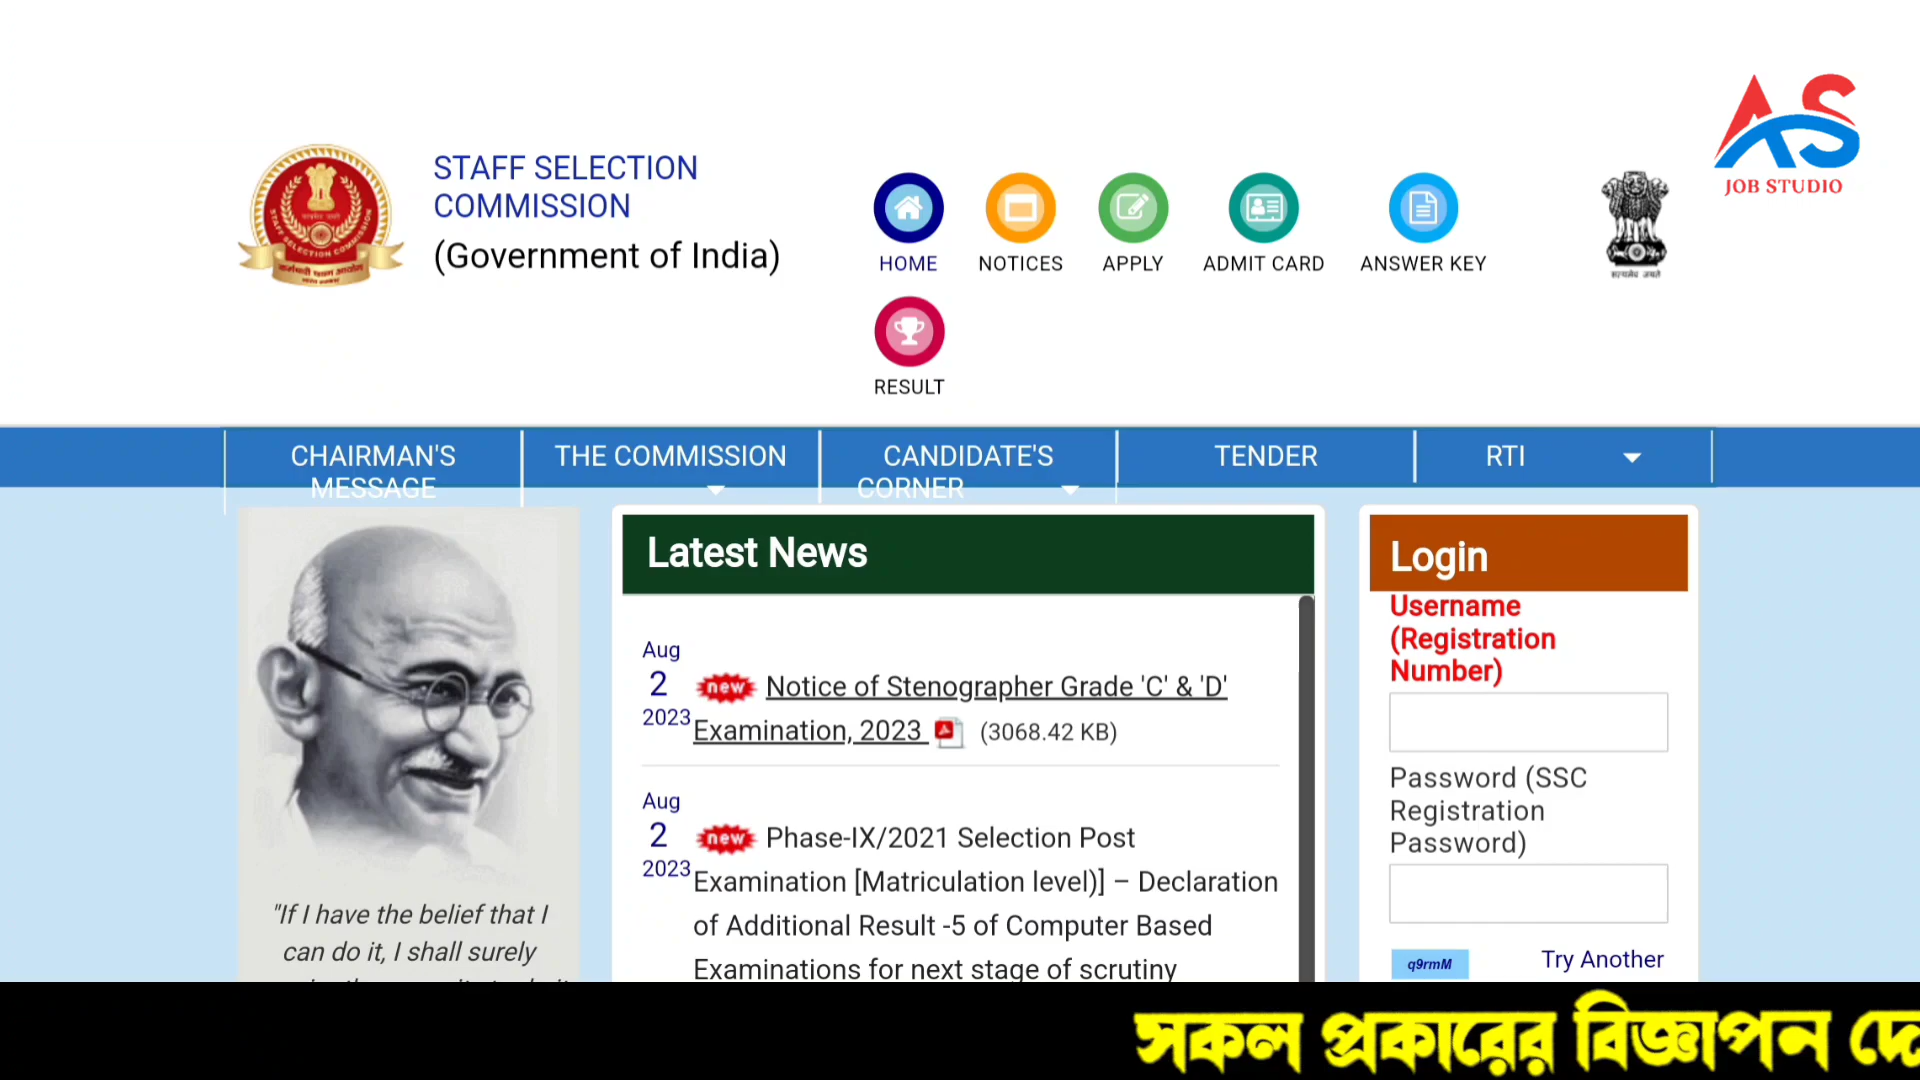 AS
JOB STUDIO
STAFF SELECTION
COMMISSION
(Government of India)
HOME
NOTICES
APPLY
ADMIT CARD
ANSWER KEY
RESULT
सत्यमेव जयते
CHAIRMAN'S
MESSAGE
THE COMMISSION
CANDIDATE'S
CORNER
TENDER
RTI
"If I have the belief that I
can do it, I shall surely
Latest News
Aug
2
2023
new Notice of Stenographer Grade 'C' & 'D'
Examination, 2023 (3068.42 KB)
Aug
2
2023
new Phase-IX/2021 Selection Post
Examination [Matriculation level)] – Declaration
of Additional Result -5 of Computer Based
Examinations for next stage of scrutiny
Login
Username
(Registration
Number)
Password (SSC
Registration
Password)
q9rmM
Try Another
সকল প্রকারের বিজ্ঞাপন